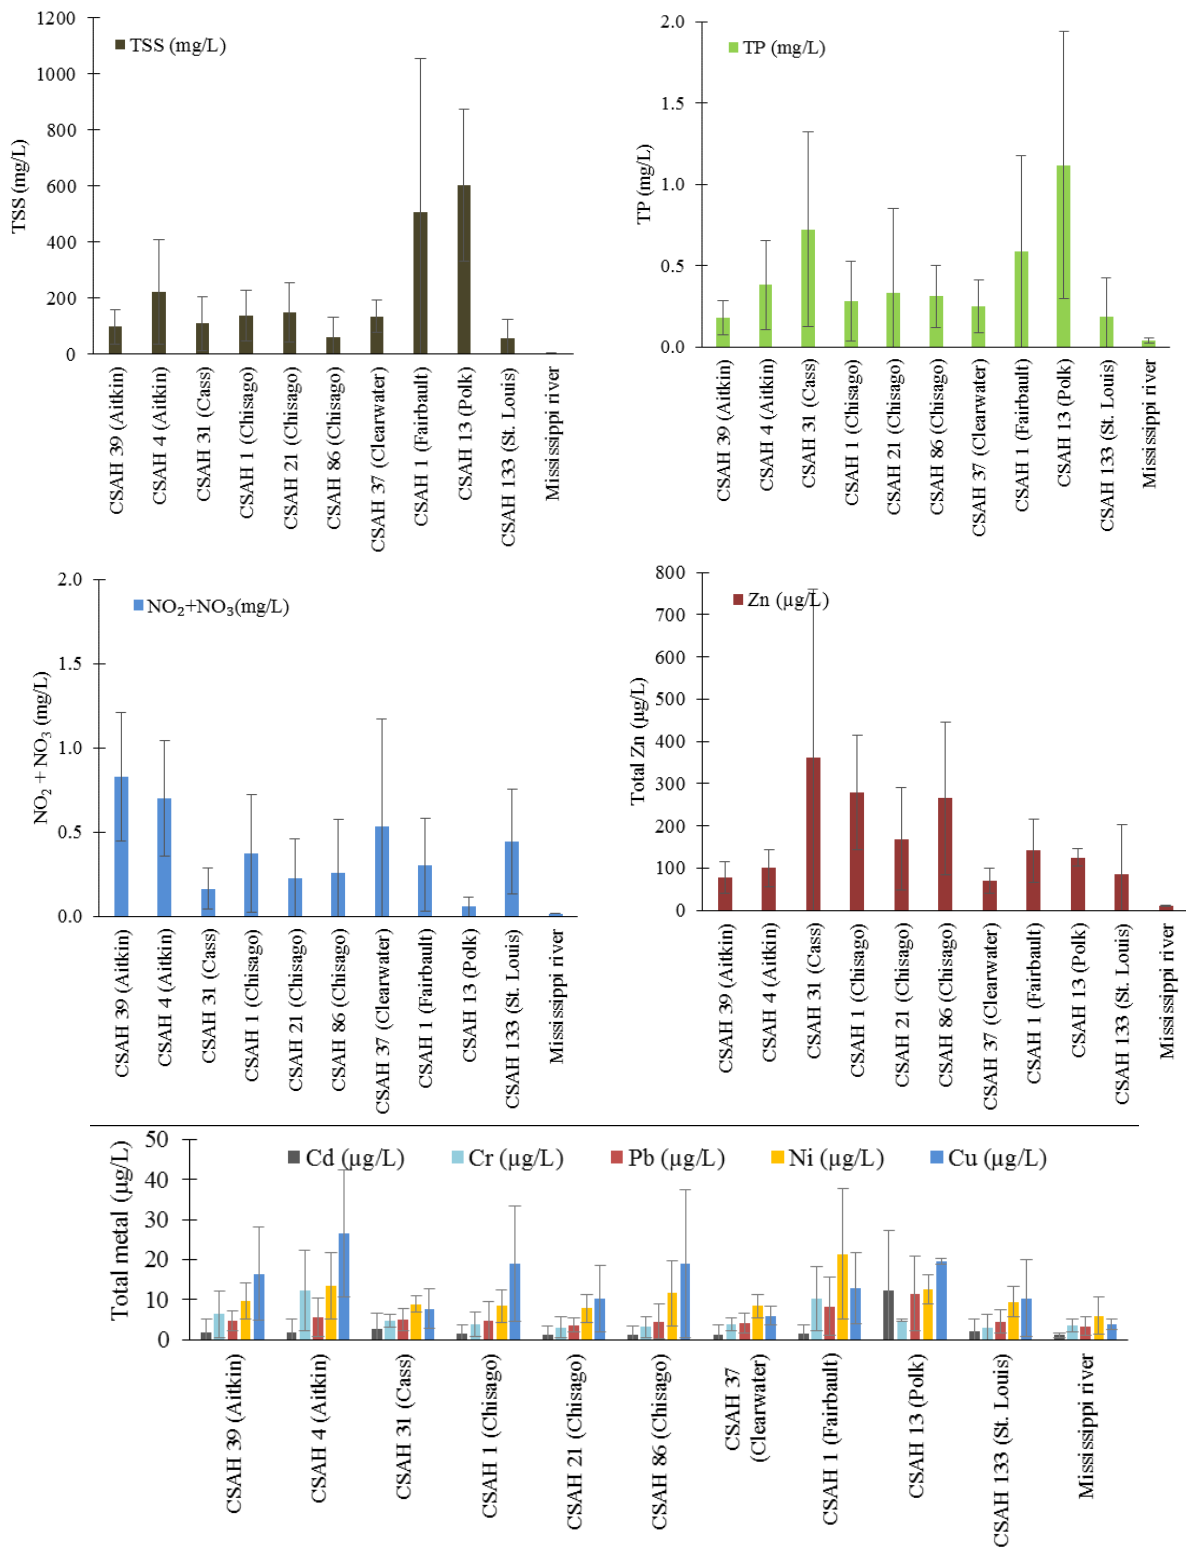 TSS (mg/L)
TSS (mg/L)
1200
1000
800
600
400
200
0
CSAH 39 (Aitkin)
CSAH 4 (Aitkin)
CSAH 31 (Cass)
CSAH 1 (Chisago)
CSAH 21 (Chisago)
CSAH 86 (Chisago)
CSAH 37 (Clearwater)
CSAH 1 (Fairbault)
CSAH 13 (Polk)
CSAH 133 (St. Louis)
Mississippi river
TP (mg/L)
TP (mg/L)
2.0
1.5
1.0
0.5
0.0
CSAH 39 (Aitkin)
CSAH 4 (Aitkin)
CSAH 31 (Cass)
CSAH 1 (Chisago)
CSAH 21 (Chisago)
CSAH 86 (Chisago)
CSAH 37 (Clearwater)
CSAH 1 (Fairbault)
CSAH 13 (Polk)
CSAH 133 (St. Louis)
Mississippi river
NO₂+NO₃(mg/L)
NO₂ + NO₃ (mg/L)
2.0
1.5
1.0
0.5
0.0
CSAH 39 (Aitkin)
CSAH 4 (Aitkin)
CSAH 31 (Cass)
CSAH 1 (Chisago)
CSAH 21 (Chisago)
CSAH 86 (Chisago)
CSAH 37 (Clearwater)
CSAH 1 (Fairbault)
CSAH 13 (Polk)
CSAH 133 (St. Louis)
Mississippi river
Zn (µg/L)
Total Zn (µg/L)
800
700
600
500
400
300
200
100
0
CSAH 39 (Aitkin)
CSAH 4 (Aitkin)
CSAH 31 (Cass)
CSAH 1 (Chisago)
CSAH 21 (Chisago)
CSAH 86 (Chisago)
CSAH 37 (Clearwater)
CSAH 1 (Fairbault)
CSAH 13 (Polk)
CSAH 133 (St. Louis)
Mississippi river
Cd (µg/L) Cr (µg/L) Pb (µg/L) Ni (µg/L) Cu (µg/L)
Total metal (µg/L)
50
40
30
20
10
0
CSAH 39 (Aitkin)
CSAH 4 (Aitkin)
CSAH 31 (Cass)
CSAH 1 (Chisago)
CSAH 21 (Chisago)
CSAH 86 (Chisago)
CSAH 37
(Clearwater)
CSAH 1 (Fairbault)
CSAH 13 (Polk)
CSAH 133 (St. Louis)
Mississippi river